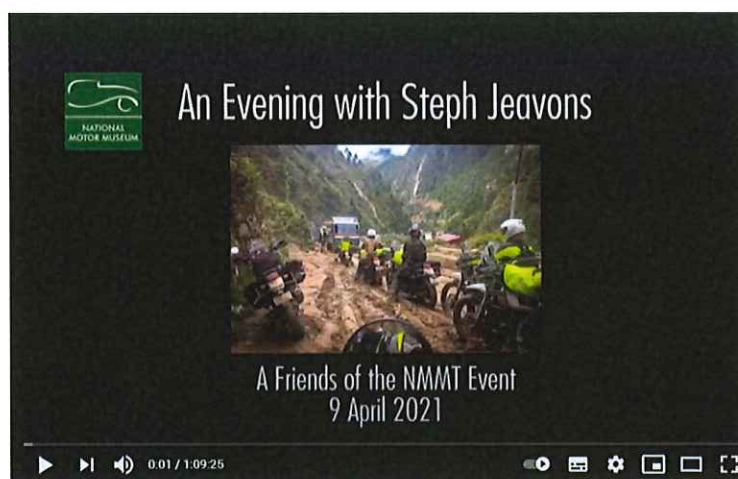 An Evening with Steph Jeavons
NATIONAL
MOTOR MUSEUM
A Friends of the NMMT Event
9 April 2021
0:01 / 1:09:25